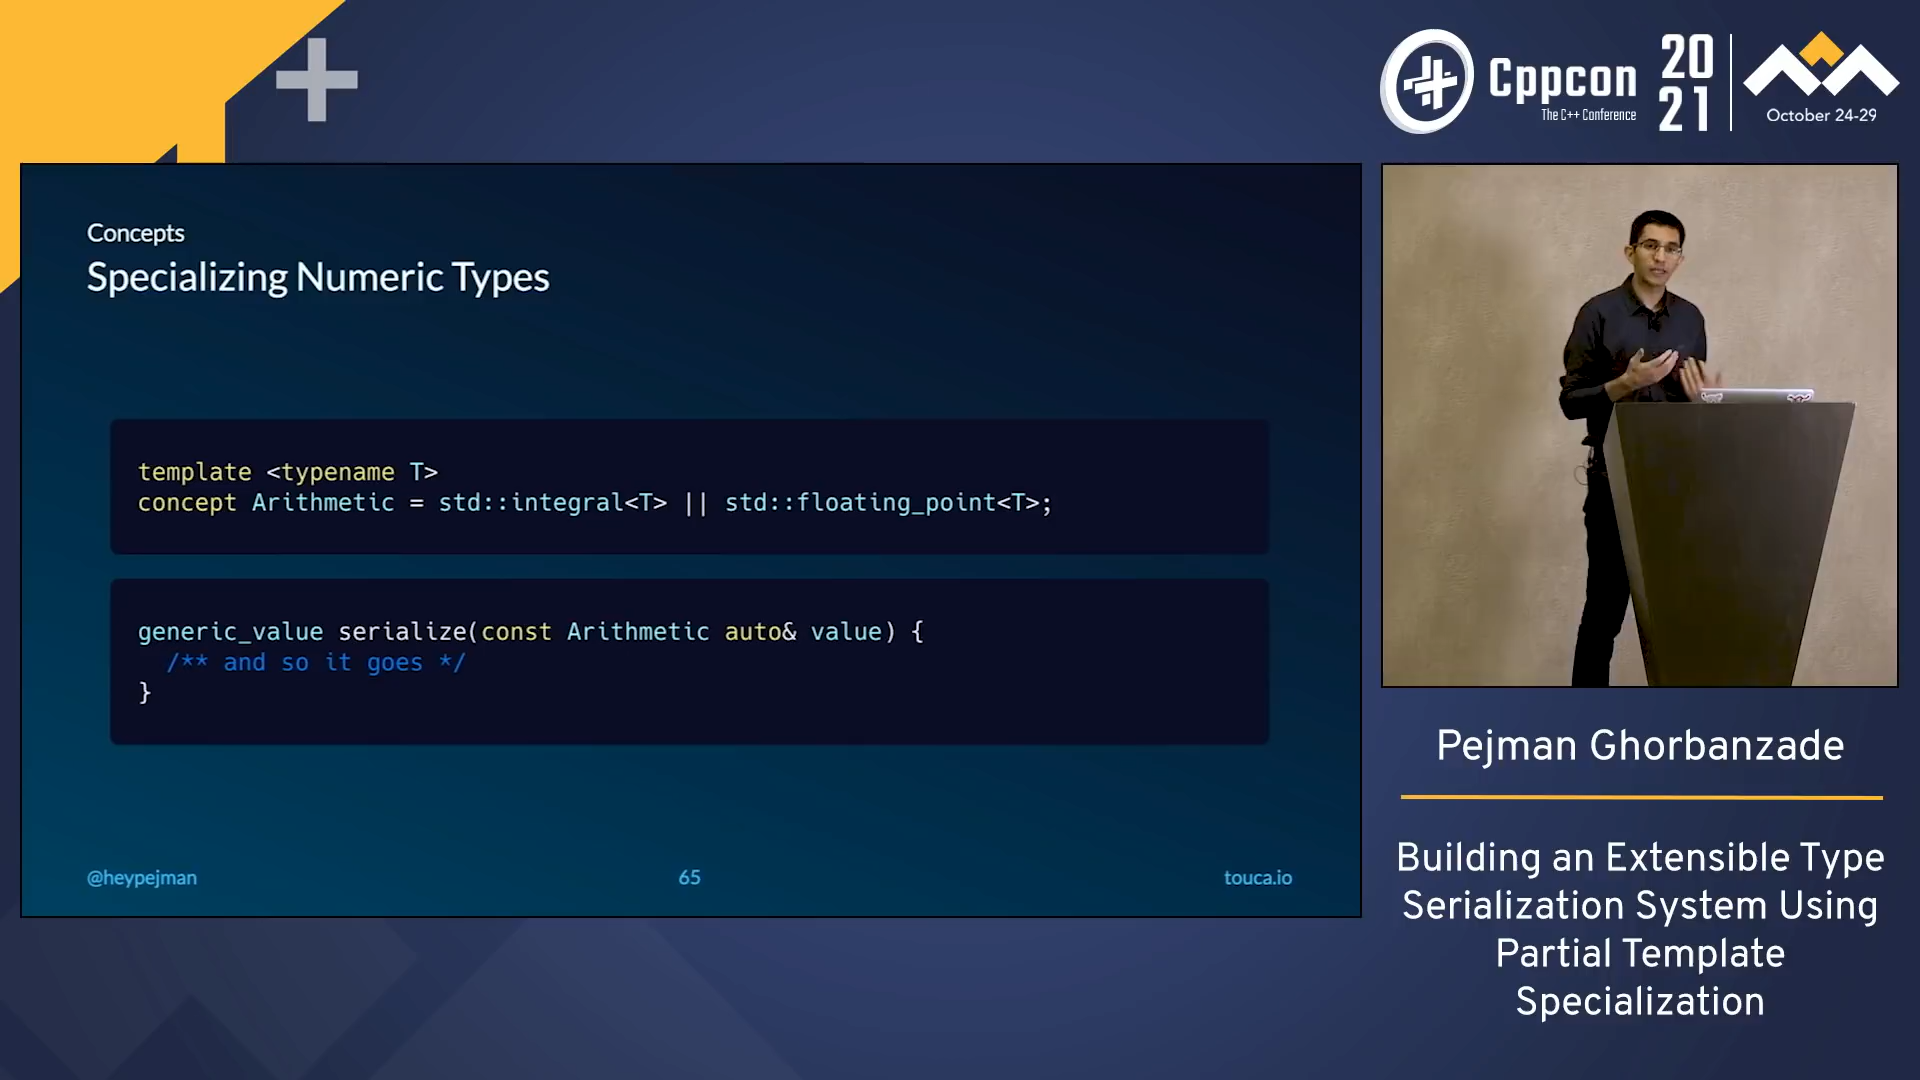 Cppcon
The C++ Conference
20
21
October 24-29
Concepts
Specializing Numeric Types
template <typename T>
concept Arithmetic = std::integral<T> || std::floating_point<T>;
generic_value serialize(const Arithmetic auto& value) {
/** and so it goes */
}
@heypejman
65
touca.io
Pejman Ghorbanzade
Building an Extensible Type
Serialization System Using
Partial Template
Specialization